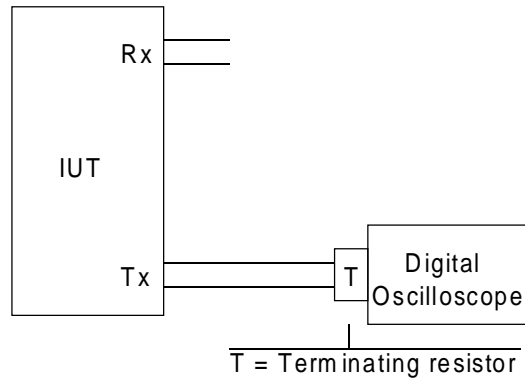 Rx
IUT
Tx
T
Digital
Oscilloscope
T = Terminating resistor